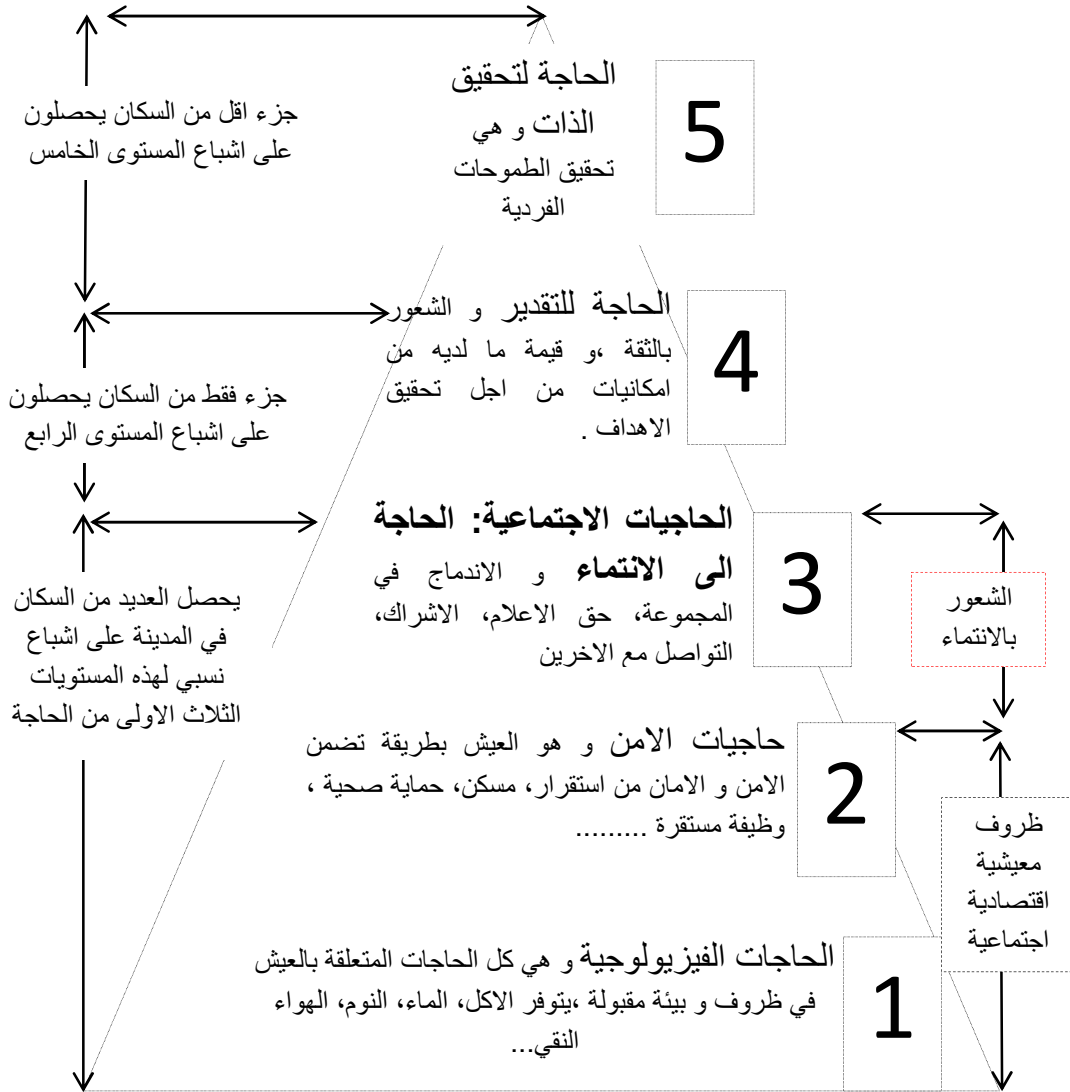 الحاجة لتحقيق
الذات و هي
تحقيق الطموحات
الفردية
5
جزء اقل من السكان يحصلون
على اشباع المستوى الخامس
الحاجة للتقدير و الشعور
بالثقة ،و قيمة ما لديه من
امكانيات من اجل تحقيق
الاهداف .
4
جزء فقط من السكان يحصلون
على اشباع المستوى الرابع
الحاجيات الاجتماعية: الحاجة
الى الانتماء و الاندماج في
المجموعة، حق الاعلام، الاشراك،
التواصل مع الاخرين
3
الشعور
بالانتماء
يحصل العديد من السكان
في المدينة على اشباع
نسبي لهذه المستويات
الثلاث الاولى من الحاجة
حاجيات الامن و هو العيش بطريقة تضمن
الامن و الامان من استقرار، مسكن، حماية صحية ،
وظيفة مستقرة .........
2
ظروف
معيشية
اقتصادية
اجتماعية
الحاجات الفيزيولوجية و هي كل الحاجات المتعلقة بالعيش
في ظروف و بيئة مقبولة ،يتوفر الاكل، الماء، النوم، الهواء
النقي...
1